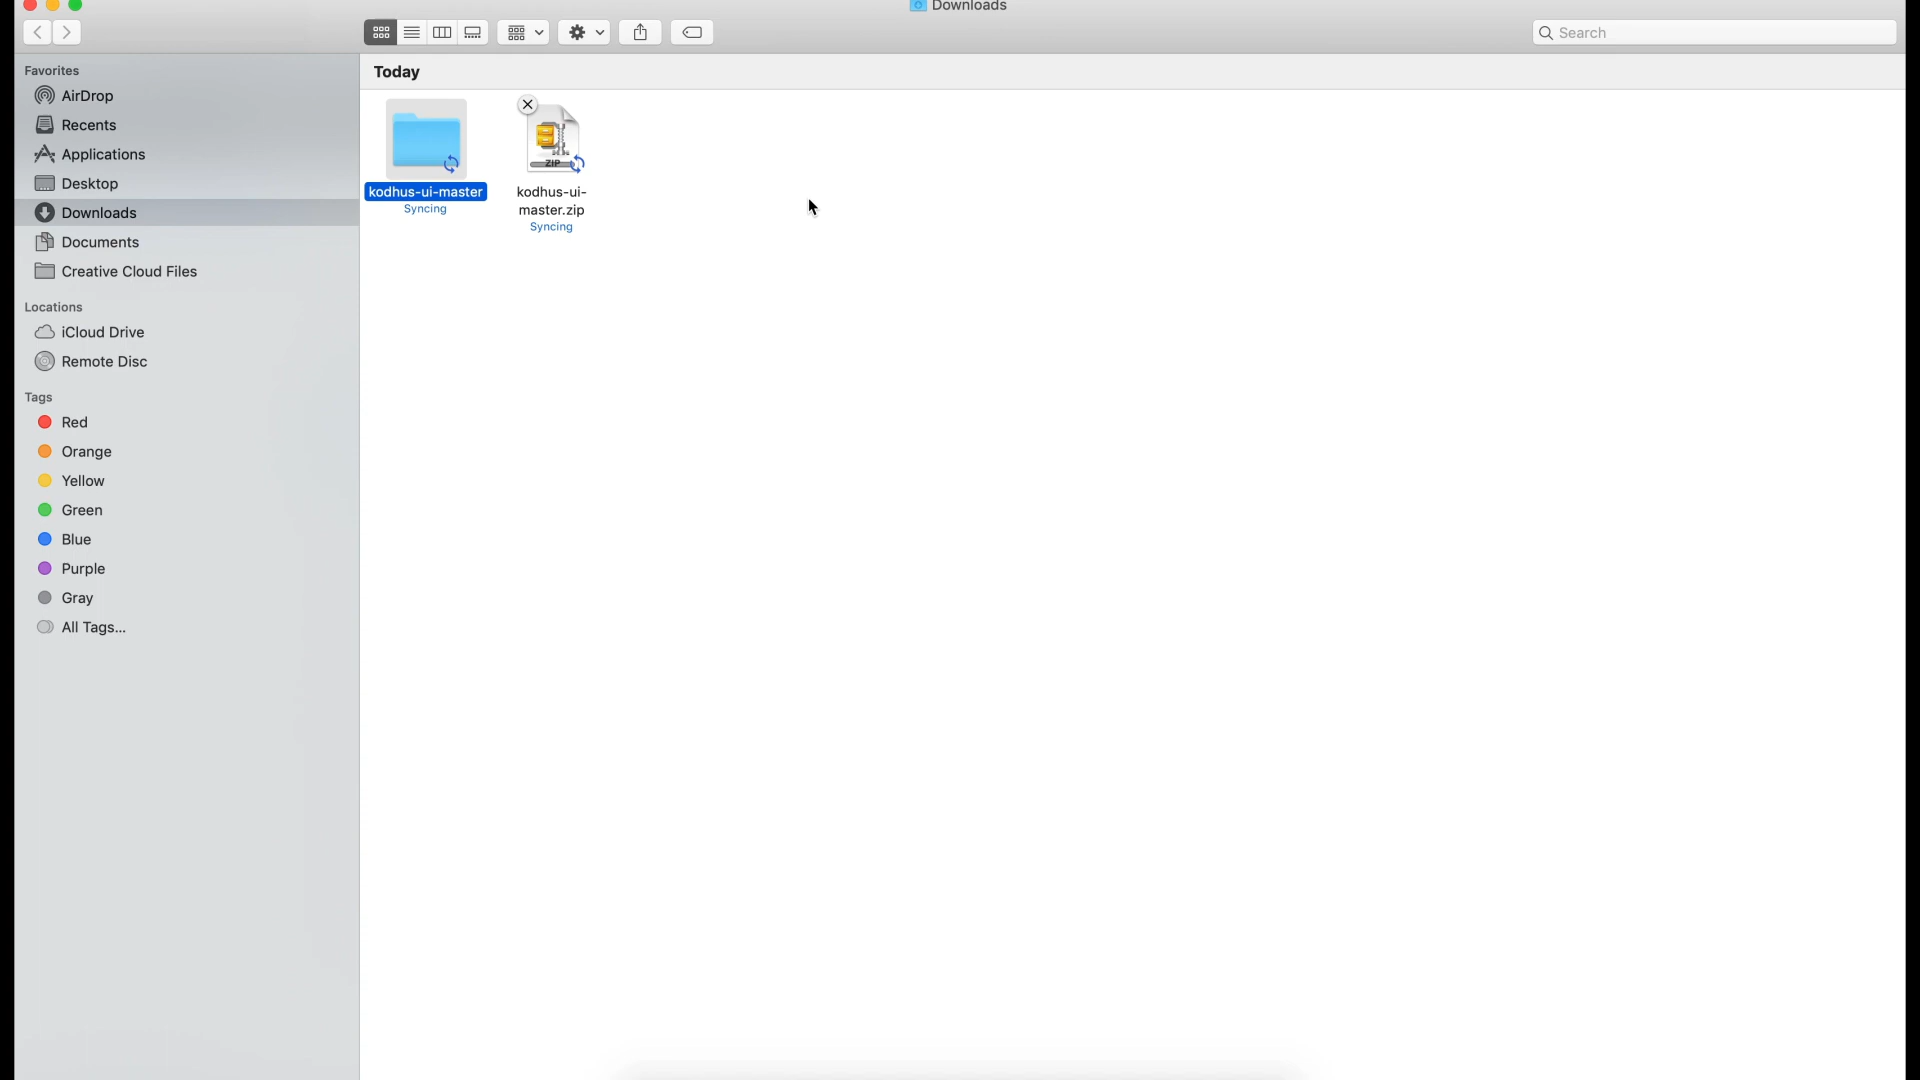 Downloads
Search
Favorites
AirDrop
Recents
Applications
Desktop
Downloads
Documents
Creative Cloud Files
Locations
iCloud Drive
Remote Disc
Tags
Red
Orange
Yellow
Green
Blue
Purple
Gray
All Tags...
Today
kodhus-ui-master
Syncing
ZIP
kodhus-ui-
master.zip
Syncing